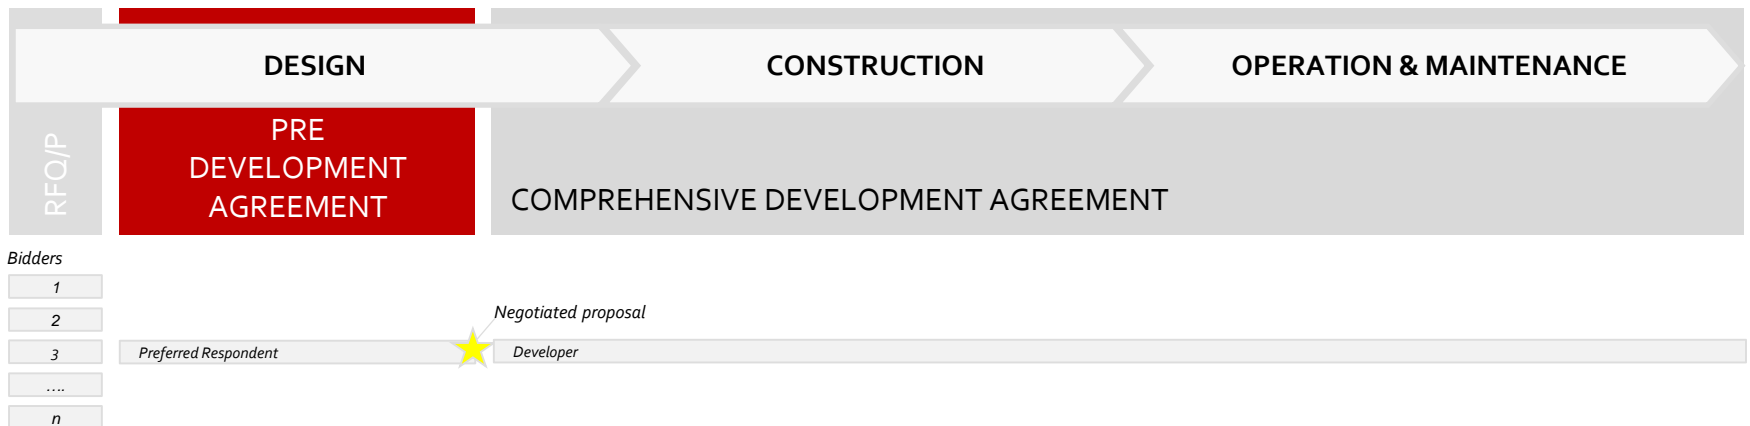 DESIGN
CONSTRUCTION
OPERATION & MAINTENANCE
RFQ/P
PRE
DEVELOPMENT
AGREEMENT
COMPREHENSIVE DEVELOPMENT AGREEMENT
Bidders
1
2
Negotiated proposal
3
Preferred Respondent
Developer
....
n